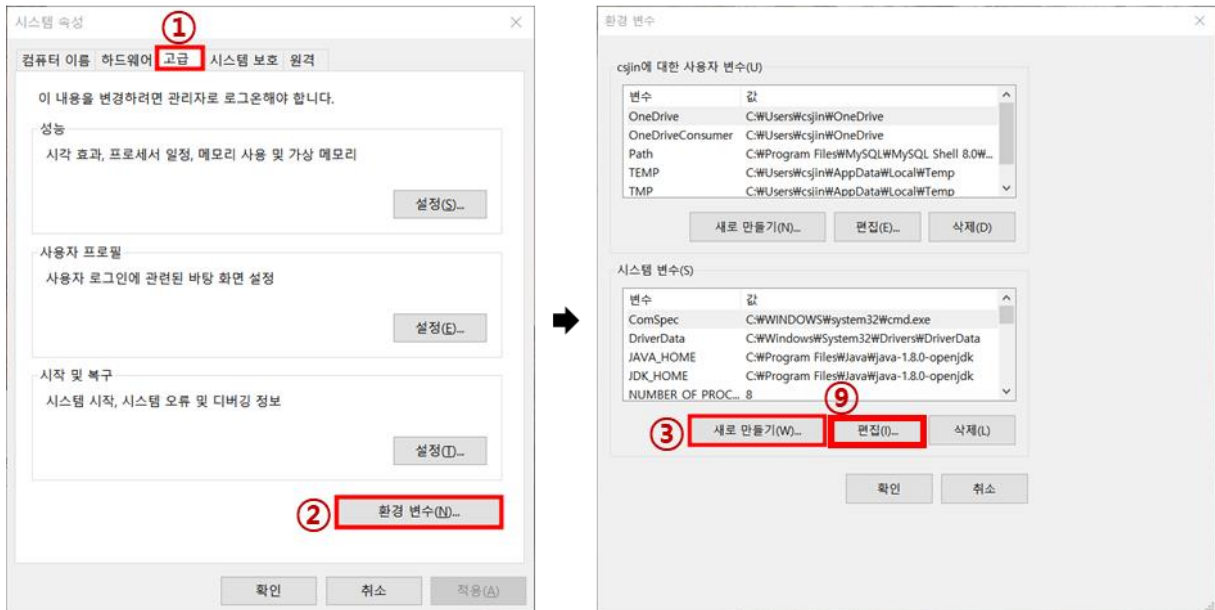 시스템 속성
①
컴퓨터 이름 하드웨어 고급 시스템 보호 원격
이 내용을 변경하려면 관리자로 로그온해야 합니다.
성능
시각 효과, 프로세서 일정, 메모리 사용 및 가상 메모리
설정(S)...
사용자 프로필
사용자 로그인에 관련된 바탕 화면 설정
설정(E)...
시작 및 복구
시스템 시작, 시스템 오류 및 디버깅 정보
설정(T)...
② 환경 변수(N)...
확인 취소 적용(A)
환경 변수
csjin에 대한 사용자 변수(U)
변수 값
OneDrive C:₩Users₩csjin₩OneDrive
OneDriveConsumer C:₩Users₩csjin₩OneDrive
Path C:₩Program Files₩MySQL₩MySQL Shell 8.0₩...
TEMP C:₩Users₩csjin₩AppData₩Local₩Temp
TMP C:₩Users₩csjin₩AppData₩Local₩Temp
새로 만들기(N)... 편집(E)... 삭제(D)
시스템 변수(S)
변수 값
ComSpec C:₩WINDOWS₩system32₩cmd.exe
DriverData C:₩Windows₩System32₩Drivers₩DriverData
JAVA_HOME C:₩Program Files₩Java₩java-1.8.0-openjdk
JDK_HOME C:₩Program Files₩Java₩java-1.8.0-openjdk
NUMBER OF PROC... 8
⑨
③ 새로 만들기(W)... 편집(I)... 삭제(L)
확인 취소